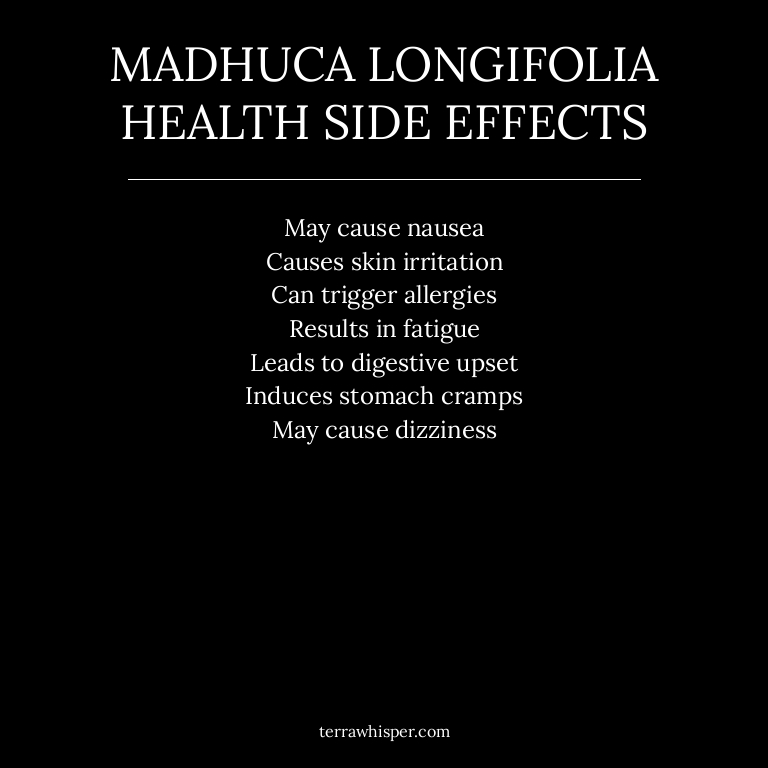 MADHUCA LONGIFOLIA
HEALTH SIDE EFFECTS
May cause nausea
Causes skin irritation
Can trigger allergies
Results in fatigue
Leads to digestive upset
Induces stomach cramps
May cause dizziness
terrawhisper.com